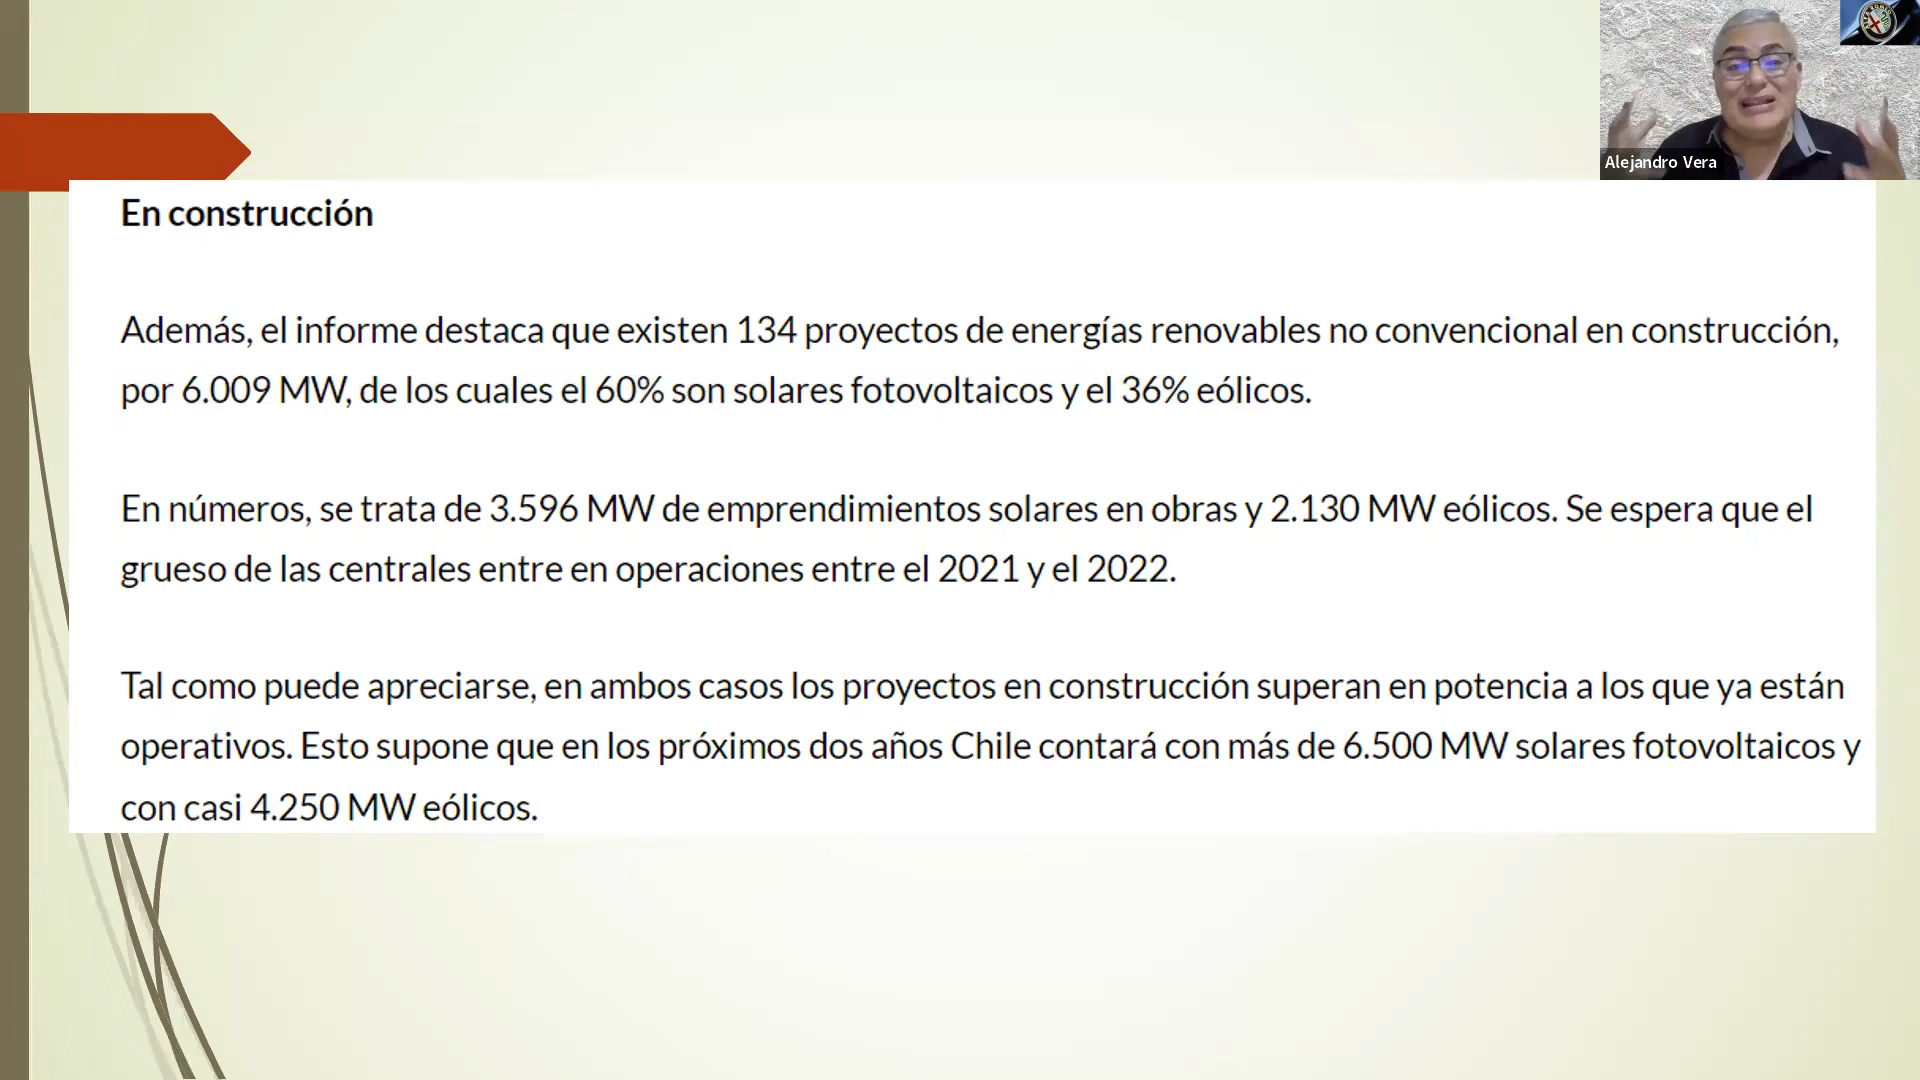 Alejandro Vera
En construcción
Además, el informe destaca que existen 134 proyectos de energías renovables no convencional en construcción,
por 6.009 MW, de los cuales el 60% son solares fotovoltaicos y el 36% eólicos.
En números, se trata de 3.596 MW de emprendimientos solares en obras y 2.130 MW eólicos. Se espera que el
grueso de las centrales entre en operaciones entre el 2021 y el 2022.
Tal como puede apreciarse, en ambos casos los proyectos en construcción superan en potencia a los que ya están
operativos. Esto supone que en los próximos dos años Chile contará con más de 6.500 MW solares fotovoltaicos y
con casi 4.250 MW eólicos.